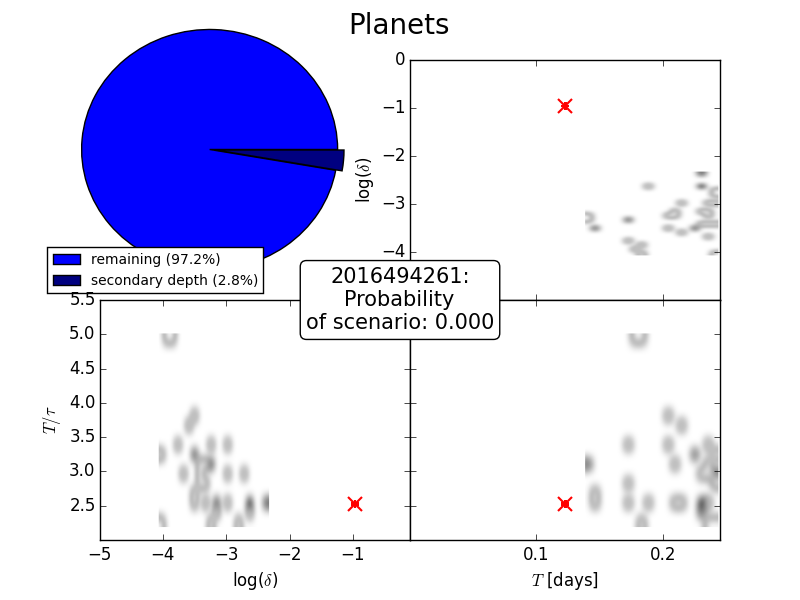 Planets
remaining (97.2%)
secondary depth (2.8%)
0
−1
−2
−3
−4
log(δ)
2016494261:
Probability
of scenario: 0.000
5.5
5.0
4.5
4.0
3.5
3.0
2.5
T/τ
−5 −4 −3 −2 −1
log(δ)
0.1 0.2
T [days]